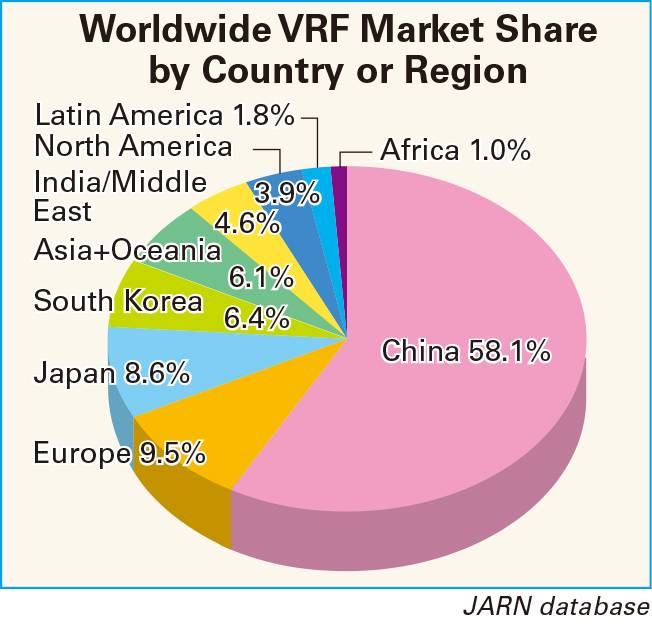 Worldwide VRF Market Share
by Country or Region
Latin America 1.8%
North America
3.9%
Africa 1.0%
India/Middle
East
4.6%
Asia+Oceania
6.1%
South Korea
6.4%
China 58.1%
Japan 8.6%
Europe 9.5%
JARN database